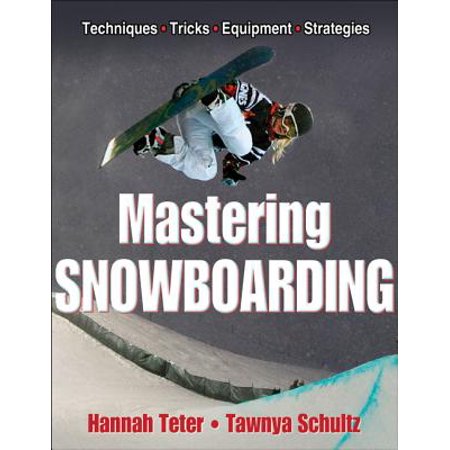 Techniques • Tricks • Equipment • Strategies
Mastering
SNOWBOARDING
Hannah Teter • Tawnya Schultz